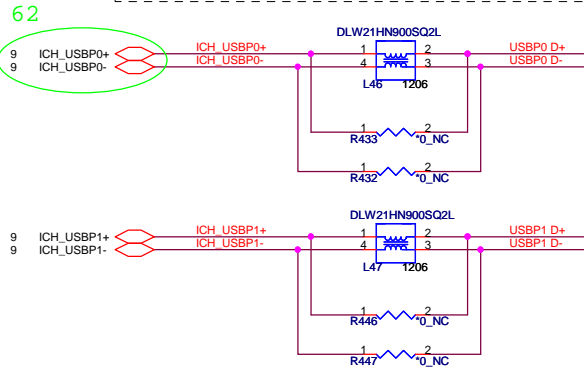 62
DLW21HN900SQ2L
9 ICH_USBP0+ ICH_USBP0+ 1 2 USBP0 D+
9 ICH_USBP0- ICH_USBP0- 4 3 USBP0 D-
L46 1206
1 2
R433 *0_NC
1 2
R432 *0_NC
DLW21HN900SQ2L
9 ICH_USBP1+ ICH_USBP1+ 1 2 USBP1 D+
9 ICH_USBP1- ICH_USBP1- 4 3 USBP1 D-
L47 1206
1 2
R446 *0_NC
1 2
R447 *0_NC